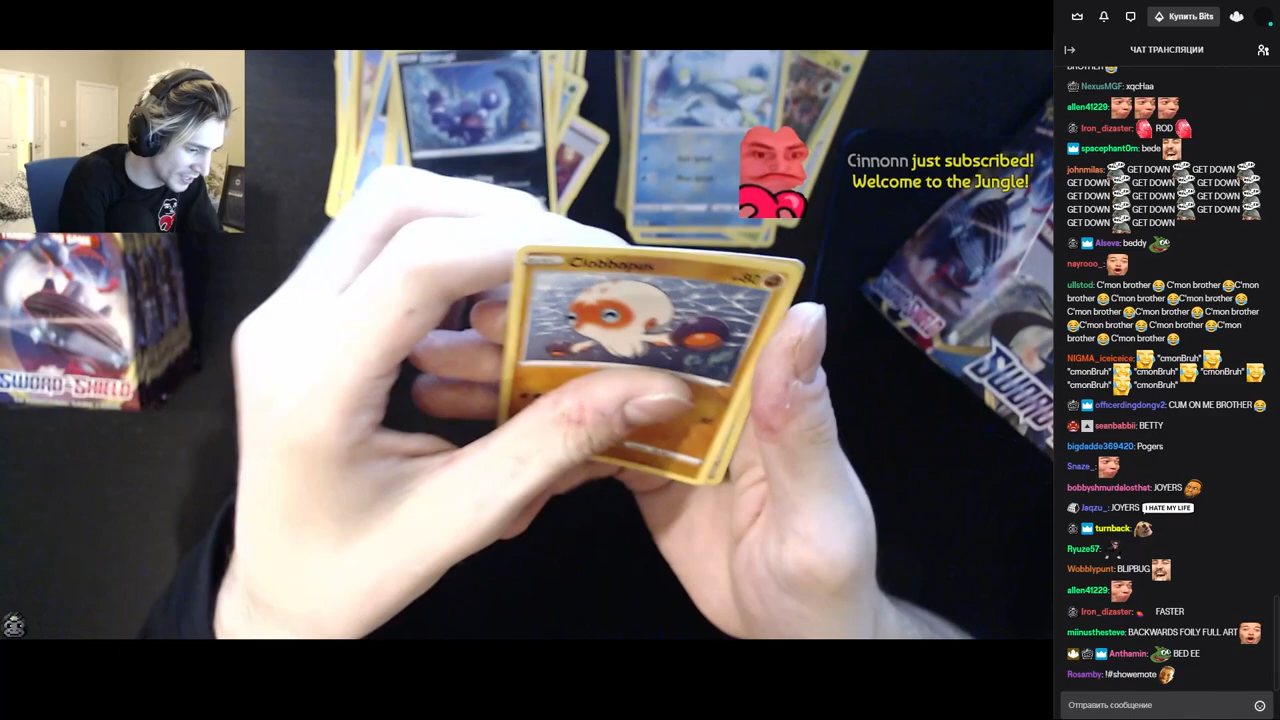 Clobbopus
SWORD & SHIELD
Cinnonn just subscribed!
Welcome to the Jungle!
Купить Bits
ЧАТ ТРАНСЛЯЦИИ
BROTHER
NexusMGF: xqcHaa
allen41229:
Iron_dizaster: ROD
spacephant0m: bede
johnmilas: GET DOWN GET DOWN
GET DOWN GET DOWN GET DOWN
GET DOWN GET DOWN GET DOWN
GET DOWN GET DOWN GET DOWN
GET DOWN GET DOWN
Alseva: beddy
nayrooo_:
ullstod: C'mon brother C'mon brother C'mon
brother C'mon brother C'mon brother
C'mon brother C'mon brother C'mon brother
C'mon brother C'mon brother C'mon
brother C'mon brother
NIGMA_iceiceice: "cmonBruh"
"cmonBruh" "cmonBruh" "cmonBruh"
"cmonBruh" "cmonBruh"
officerdingdongv2: CUM ON ME BROTHER
seanbabbii: BETTY
bigdadde369420: Pogers
Snaze_:
bobbyshmurdalosthat: JOYERS
Jaqzu_: JOYERS I HATE MY LIFE
turnback:
Ryuze57:
Wobblypunt: BLIPBUG
allen41229:
Iron_dizaster: FASTER
miinusthesteve: BACKWARDS FOILY FULL ART
Anthamin: BED EE
Rosamby: !#showemote
Отправить сообщение